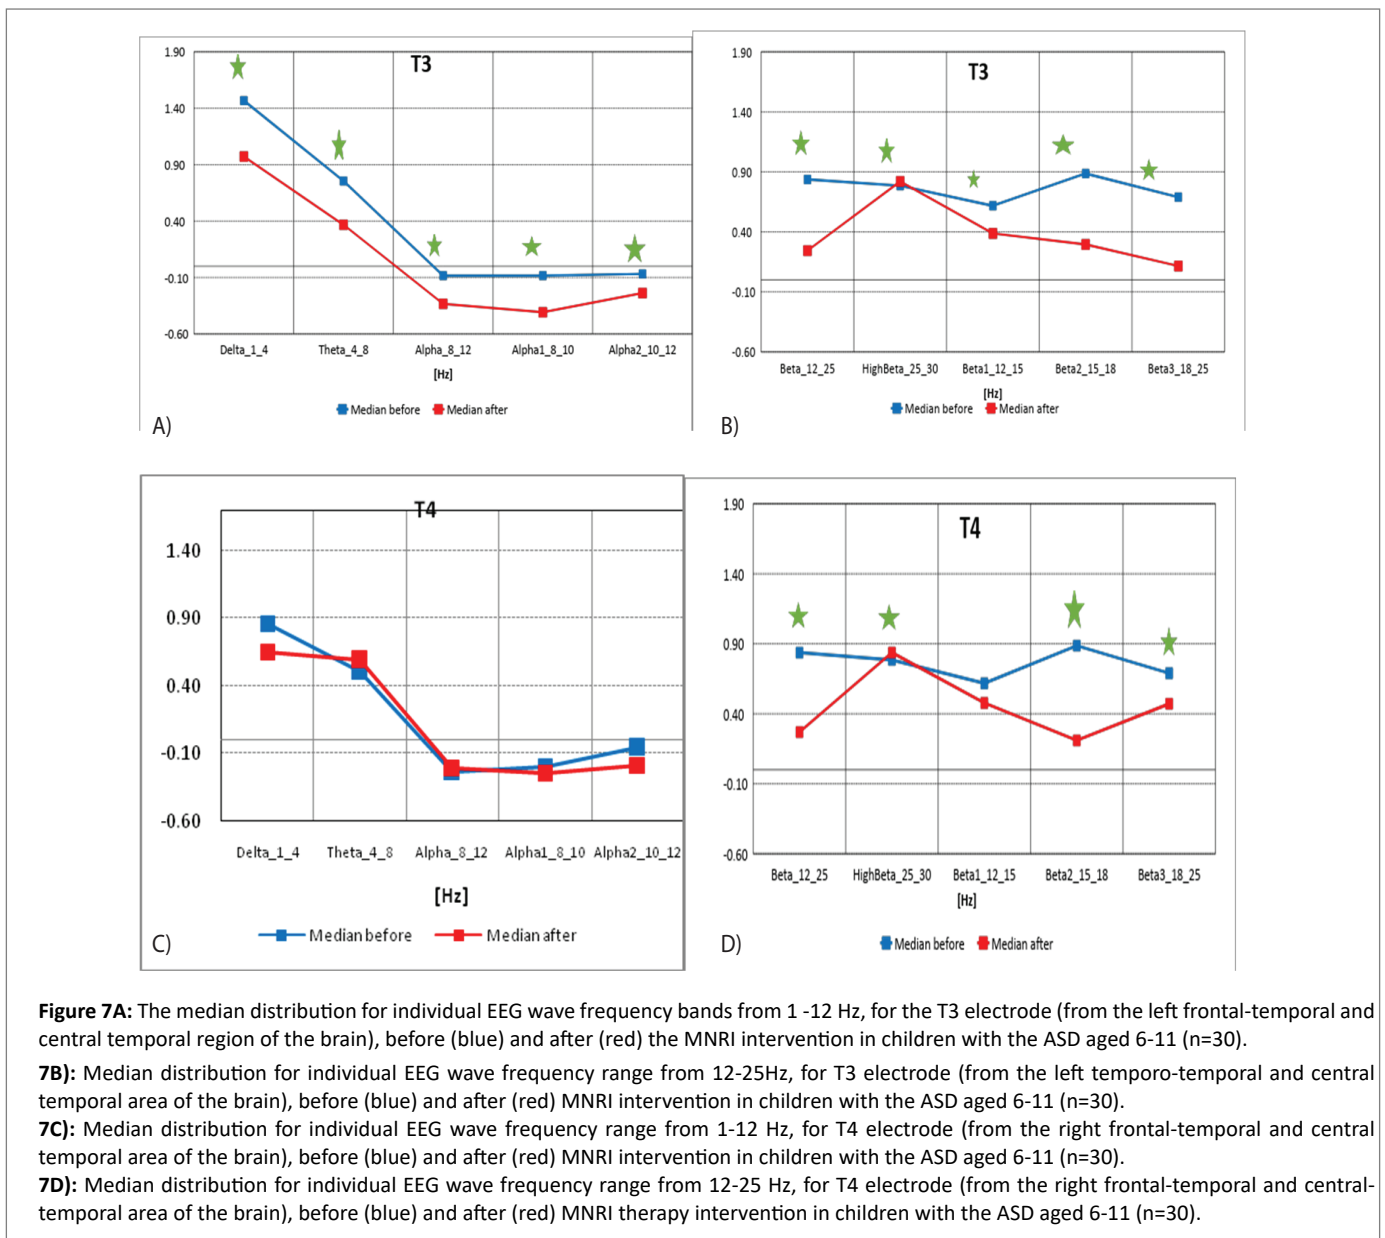 T3
1.90
1.40
0.90
0.40
-0.10
-0.60
Delta_1_4 Theta_4_8 Alpha_8_12 Alpha1_8_10 Alpha2_10_12
[Hz]
Median before Median after
A)
T3
1.90
1.40
0.90
0.40
-0.10
-0.60
Beta_12_25 HighBeta_25_30 Beta1_12_15 Beta2_15_18 Beta3_18_25
[Hz]
Median before Median after
B)
T4
1.40
0.90
0.40
-0.10
-0.60
Delta_1_4 Theta_4_8 Alpha_8_12 Alpha1_8_10 Alpha2_10_12
[Hz]
Median before Median after
C)
T4
1.90
1.40
0.90
0.40
-0.10
-0.60
Beta_12_25 HighBeta_25_30 Beta1_12_15 Beta2_15_18 Beta3_18_25
[Hz]
Median before Median after
D)
Figure 7A: The median distribution for individual EEG wave frequency bands from 1 -12 Hz, for the T3 electrode (from the left frontal-temporal and
central temporal region of the brain), before (blue) and after (red) the MNRI intervention in children with the ASD aged 6-11 (n=30).
7B): Median distribution for individual EEG wave frequency range from 12-25Hz, for T3 electrode (from the left temporo-temporal and central
temporal area of the brain), before (blue) and after (red) MNRI intervention in children with the ASD aged 6-11 (n=30).
7C): Median distribution for individual EEG wave frequency range from 1-12 Hz, for T4 electrode (from the right frontal-temporal and central
temporal area of the brain), before (blue) and after (red) MNRI intervention in children with the ASD aged 6-11 (n=30).
7D): Median distribution for individual EEG wave frequency range from 12-25 Hz, for T4 electrode (from the right frontal-temporal and central-
temporal area of the brain), before (blue) and after (red) MNRI therapy intervention in children with the ASD aged 6-11 (n=30).